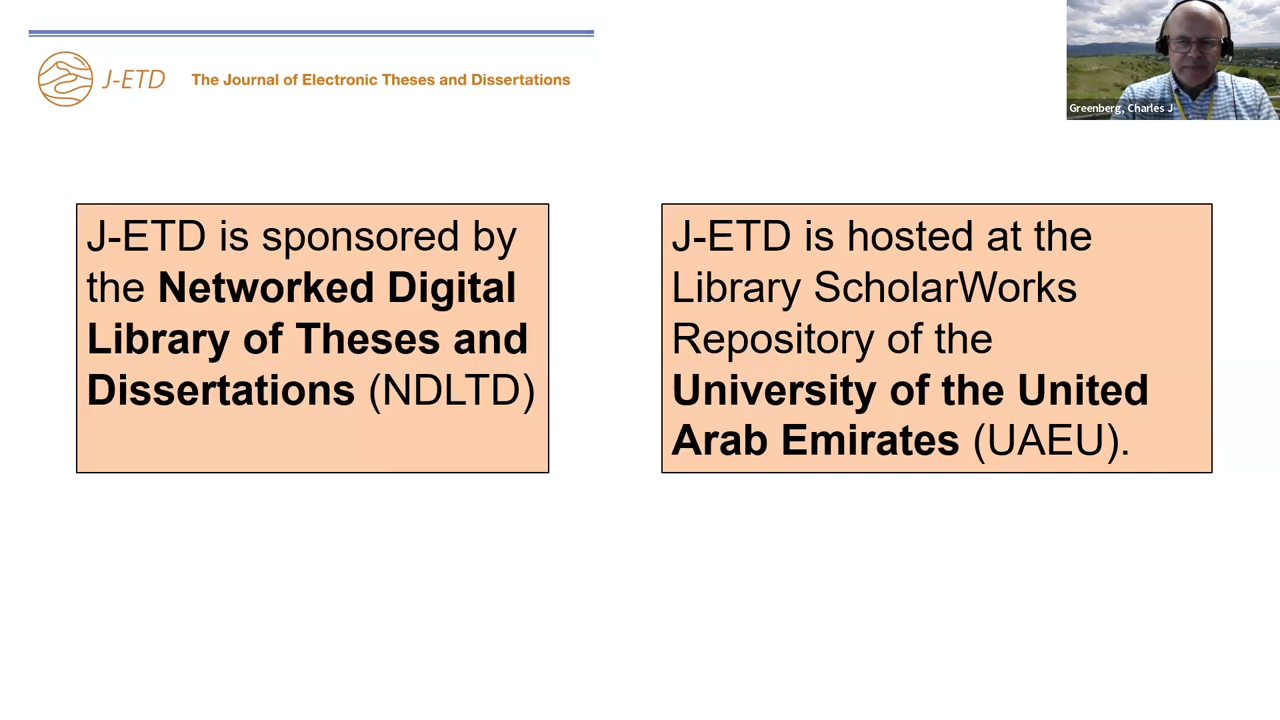 J-ETD
The Journal of Electronic Theses and Dissertations
Greenberg, Charles J
J-ETD is sponsored by
the Networked Digital
Library of Theses and
Dissertations (NDLTD)
J-ETD is hosted at the
Library ScholarWorks
Repository of the
University of the United
Arab Emirates (UAEU).